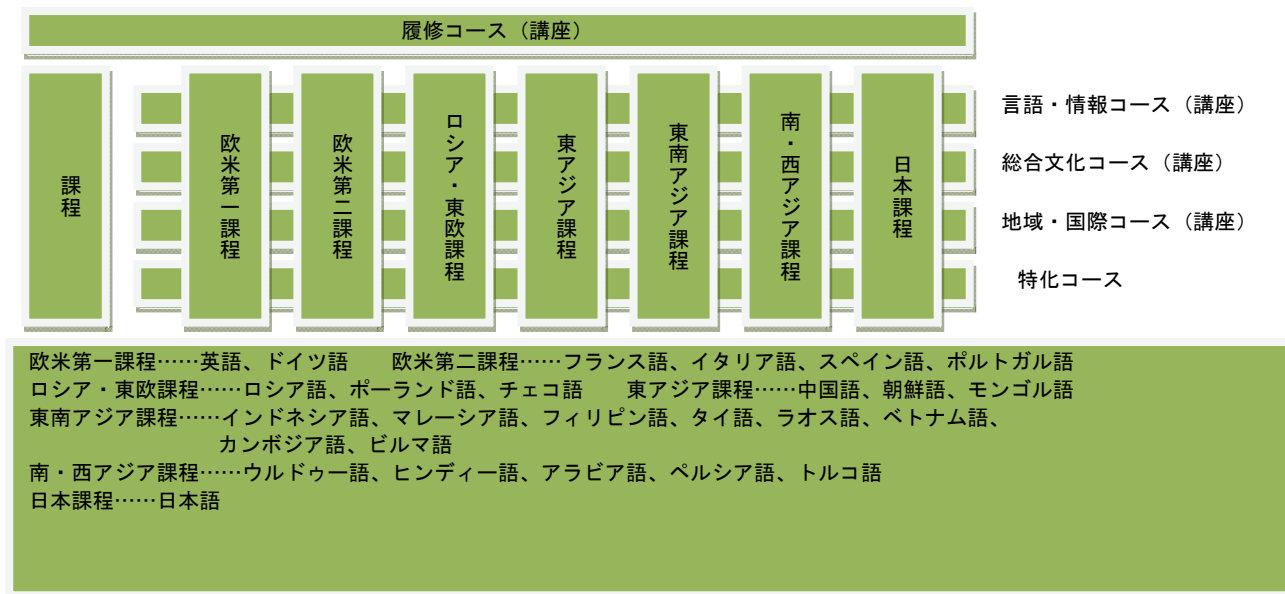 履修コース（講座）
課程
欧米第一課程
欧米第二課程
ロシア・東欧課程
東アジア課程
東南アジア課程
南・西アジア課程
日本課程
言語・情報コース（講座）
総合文化コース（講座）
地域・国際コース（講座）
特化コース
欧米第一課程……英語、ドイツ語　　欧米第二課程……フランス語、イタリア語、スペイン語、ポルトガル語
ロシア・東欧課程……ロシア語、ポーランド語、チェコ語　　東アジア課程……中国語、朝鮮語、モンゴル語
東南アジア課程……インドネシア語、マレーシア語、フィリピン語、タイ語、ラオス語、ベトナム語、
カンボジア語、ビルマ語
南・西アジア課程……ウルドゥー語、ヒンディー語、アラビア語、ペルシア語、トルコ語
日本課程……日本語